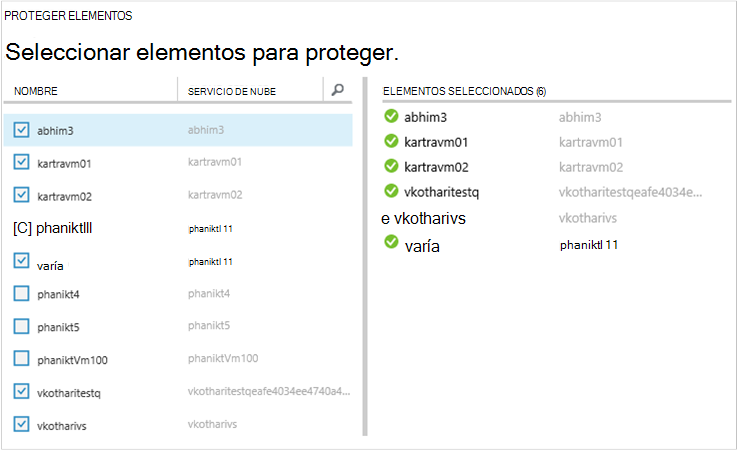 PROTEGER ELEMENTOS
Seleccionar elementos para proteger.
NOMBRE SERVICIO DE NUBE
abhim3 abhim3
kartravm01 kartravm01
kartravm02 kartravm02
[C] phaniktlll phaniktl 11
varía phaniktl 11
phanikt4 phanikt4
phanikt5 phanikt5
phaniktVm100 phaniktVm100
vkotharitestq vkotharitestqeafe4034ee4740a4...
vkotharivs vkotharivs
ELEMENTOS SELECCIONADOS (6)
abhim3 abhim3
kartravm01 kartravm01
kartravm02 kartravm02
vkotharitestq vkotharitestqeafe4034e...
e vkotharivs vkotharivs
varía phaniktl 11